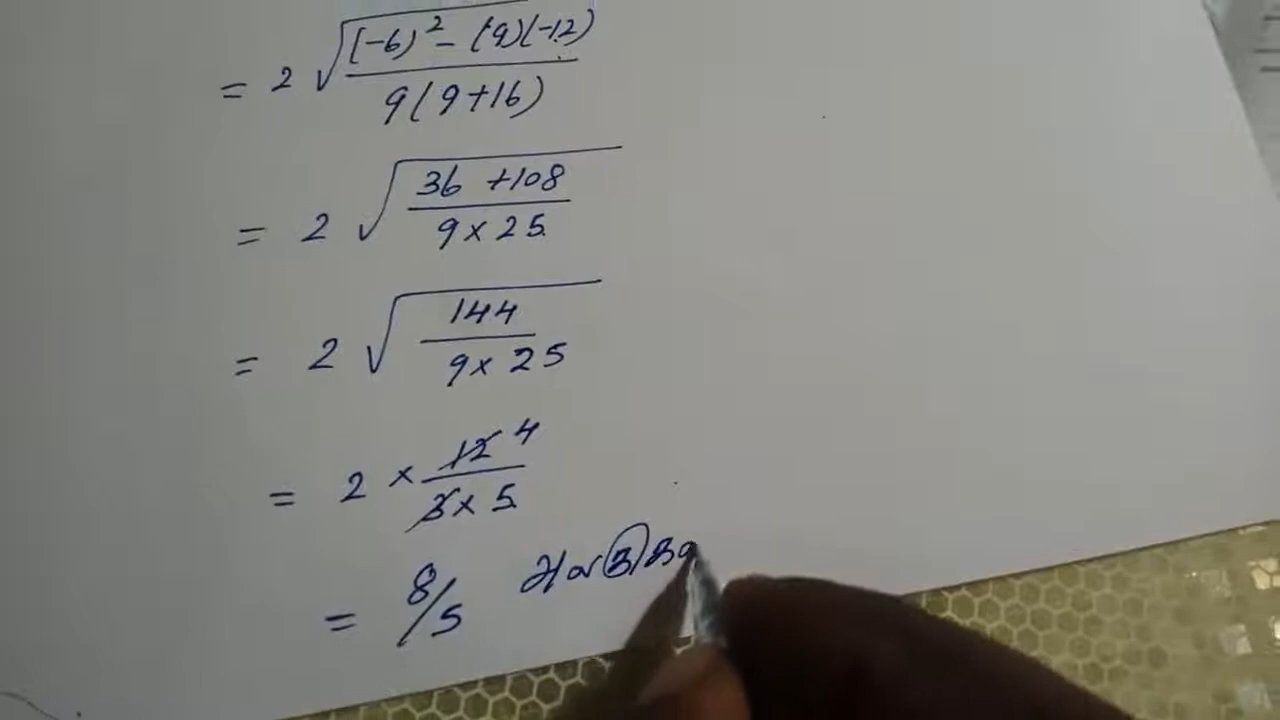 = 2 √((-6)² - (9)(-12) / 9(9+16))
= 2 √(36 + 108 / 9 × 25)
= 2 √(144 / 9 × 25)
= 2 × 12 4 / 3 × 5
= 8/5